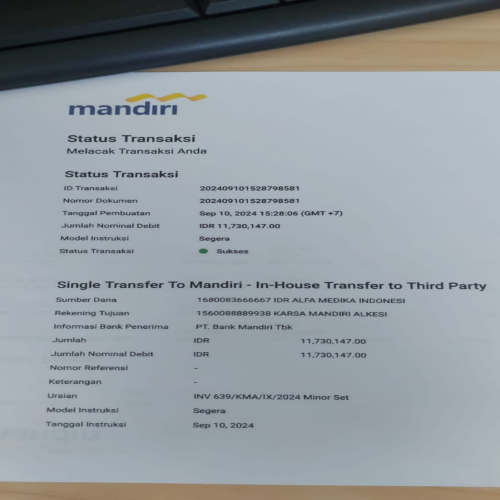 mandiri
Status Transaksi
Melacak Transaksi Anda
Status Transaksi
ID Transaksi 202409101528798581
Nomor Dokumen 202409101528798581
Tanggal Pembuatan Sep 10, 2024 15:28:06 (GMT +7)
Jumlah Nominal Debit IDR 11,730,147.00
Model Instruksi Segera
Status Transaksi Sukses
Single Transfer To Mandiri - In-House Transfer to Third Party
Sumber Dana 1680083666667 IDR ALFA MEDIKA INDONESI
Rekening Tujuan 1560088889938 KARSA MANDIRI ALKESI
Informasi Bank Penerima PT. Bank Mandiri Tbk
Jumlah IDR 11,730,147.00
Jumlah Nominal Debit IDR 11,730,147.00
Nomor Referensi -
Keterangan -
Uraian INV 639/KMA/IX/2024 Minor Set
Model Instruksi Segera
Tanggal Instruksi Sep 10, 2024